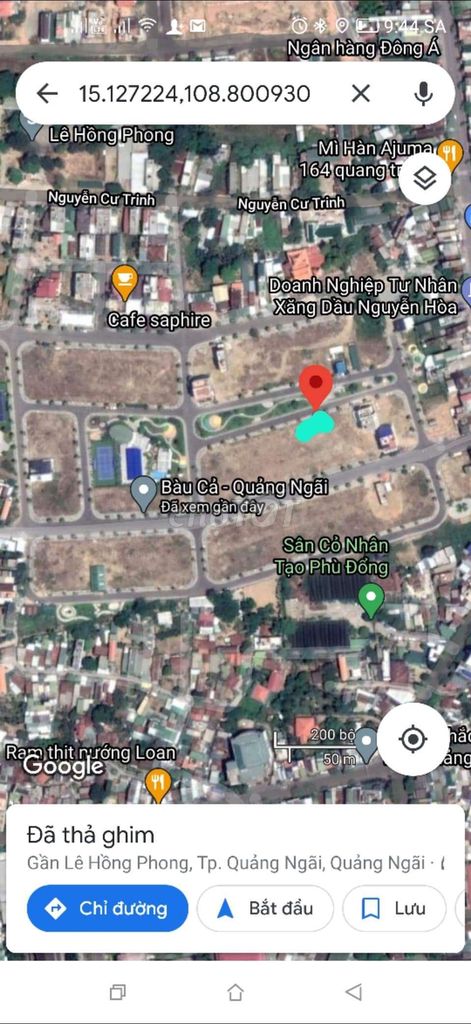 9:44 SA
Ngân hàng Đông Á
15.127224,108.800930
Lê Hồng Phong
Mì Hàn Ajuma
164 quang tr
Nguyễn Cư Trinh
Nguyễn Cư Trinh
Doanh Nghiệp Tư Nhân
Xăng Dầu Nguyễn Hòa
Cafe saphire
Bàu Cả - Quảng Ngãi
Đã xem gần đây
chợTỐT
Sân Cỏ Nhân
Tạo Phù Đổng
200 bộ
50 m
Ram thịt nướng Loan
Google
Đã thả ghim
Gần Lê Hồng Phong, Tp. Quảng Ngãi, Quảng Ngãi ·
Chỉ đường
Bắt đầu
Lưu